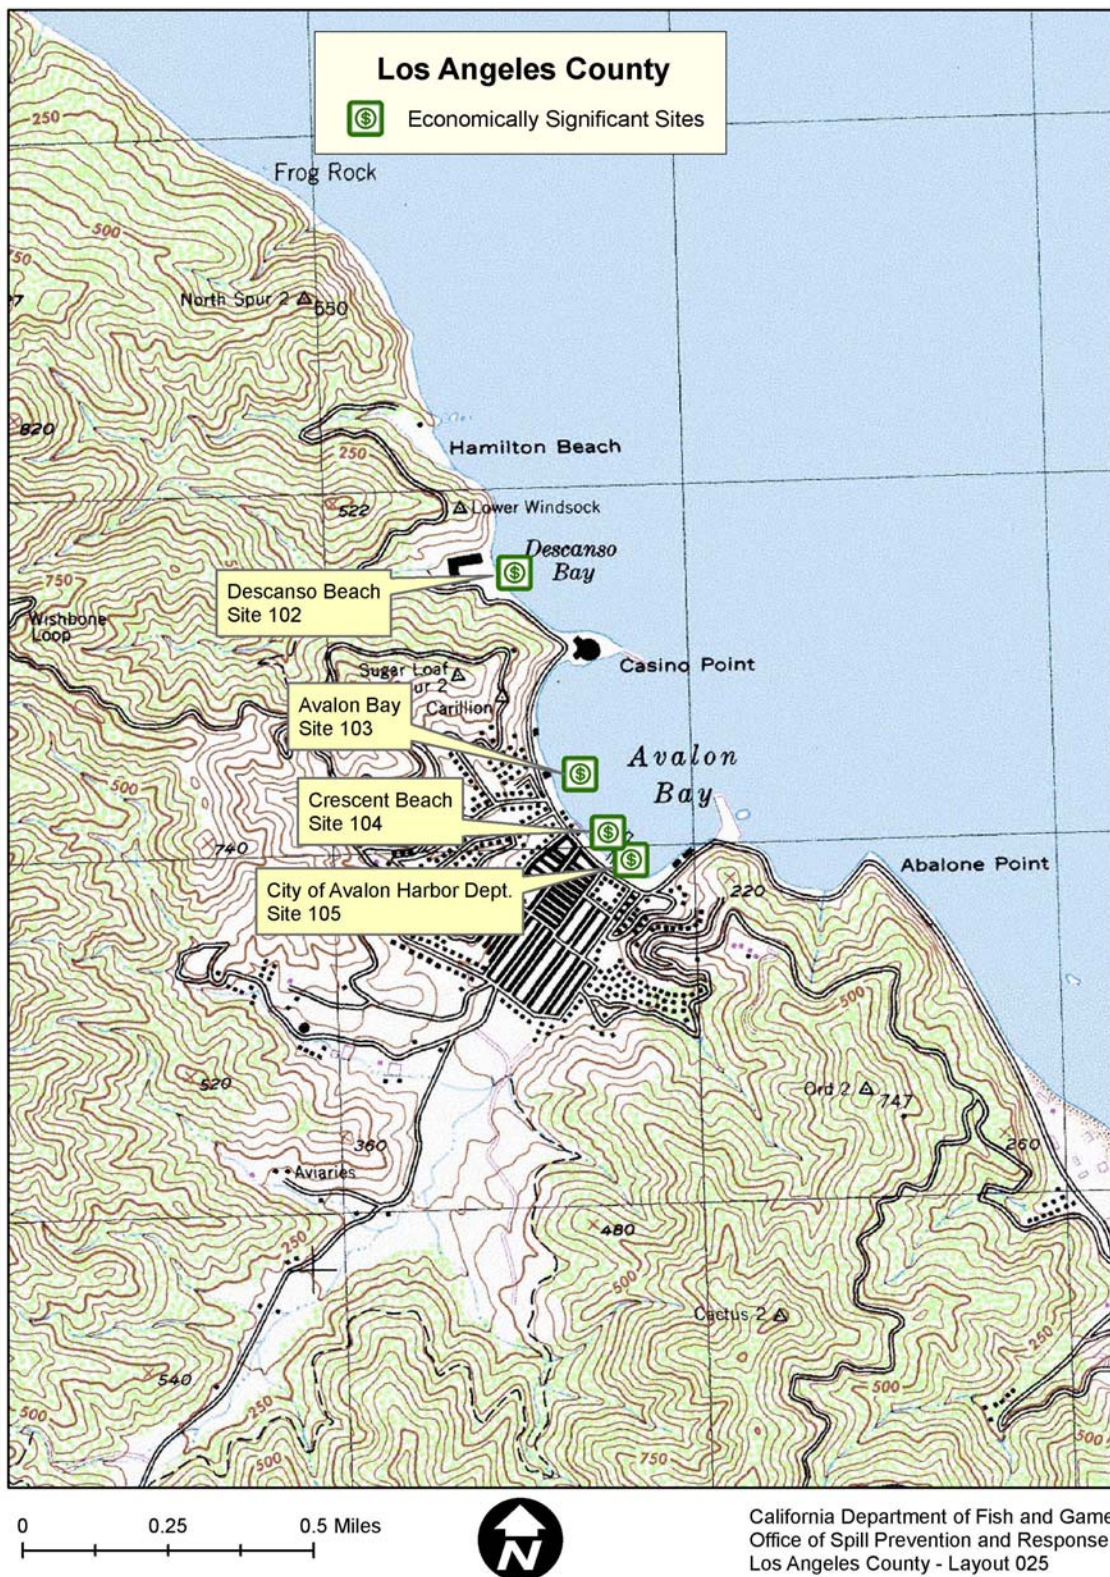 Los Angeles County
Economically Significant Sites
250
Frog Rock
500
750
North Spur 2
550
820
Hamilton Beach
250
522
Lower Windsock
Descanso
Bay
Descanso Beach
Site 102
750
Wishbone
Loop
Casino Point
Sugar Loaf
ur 2
Carillion
Avalon Bay
Site 103
Avalon
Bay
500
Crescent Beach
Site 104
740
Abalone Point
City of Avalon Harbor Dept.
Site 105
220
500
520
Ord 2
747
360
260
Aviaries
480
250
500
Cactus 2
250
540
500
250
500
500
750
500
0
0.25
0.5 Miles
N
California Department of Fish and Game
Office of Spill Prevention and Response
Los Angeles County - Layout 025